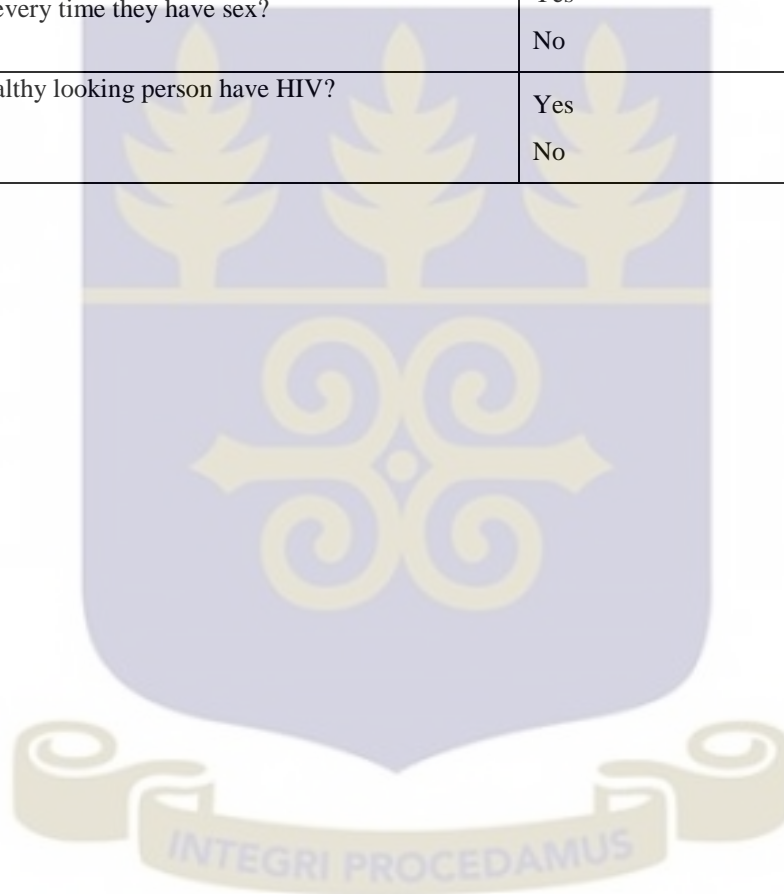 every time they have sex?
No
althy looking person have HIV?
Yes
No
INTEGRI PROCEDAMUS